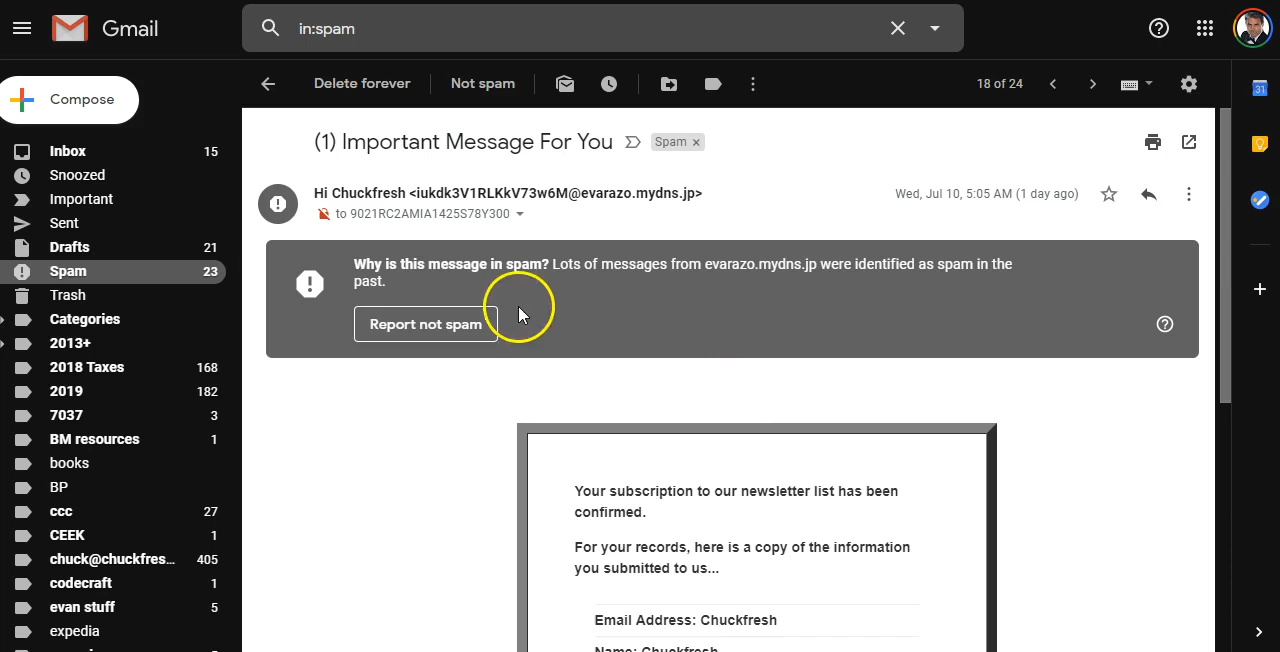 Gmail
in:spam
Compose
Delete forever
Not spam
18 of 24
31
Inbox 15
Snoozed
Important
Sent
Drafts 21
Spam 23
Trash
Categories
2013+
2018 Taxes 168
2019 182
7037 3
BM resources 1
books
BP
ccc 27
CEEK 1
chuck@chuckfres... 405
codecraft 1
evan stuff 5
expedia
(1) Important Message For You
Spam x
Hi Chuckfresh <iukdk3V1RLKkV73w6M@evarazo.mydns.jp>
Wed, Jul 10, 5:05 AM (1 day ago)
to 9021RC2AMIA1425S78Y300
Why is this message in spam? Lots of messages from evarazo.mydns.jp were identified as spam in the
past.
Report not spam
Your subscription to our newsletter list has been
confirmed.
For your records, here is a copy of the information
you submitted to us...
Email Address: Chuckfresh
Name: Chuckfresh